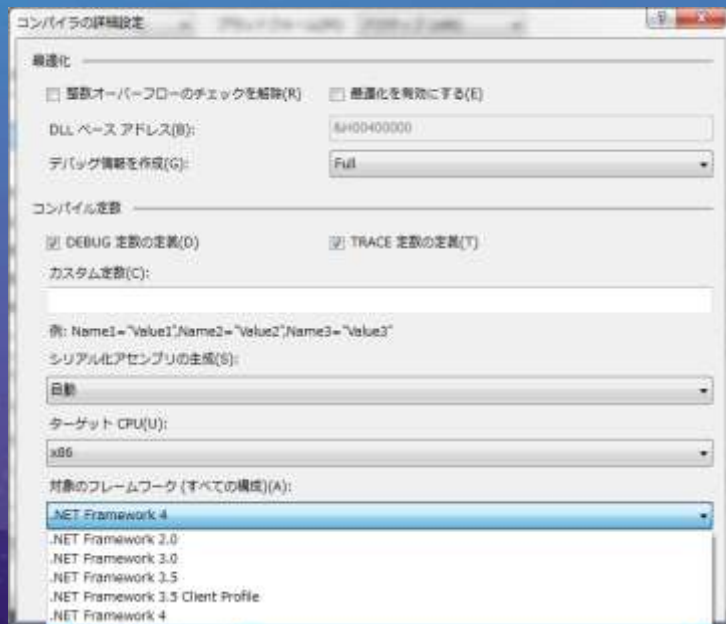 コンパイラの詳細設定
最適化
整数オーバーフローのチェックを解除(R) 最適化を有効にする(E)
DLL ベース アドレス(B): &H00400000
デバッグ情報を作成(G): Full
コンパイル定数
DEBUG 定数の定義(D) TRACE 定数の定義(T)
カスタム定数(C):
例: Name1="Value1",Name2="Value2",Name3="Value3"
シリアル化アセンブリの生成(S):
自動
ターゲット CPU(U):
x86
対象のフレームワーク (すべての構成)(A):
.NET Framework 4
.NET Framework 2.0
.NET Framework 3.0
.NET Framework 3.5
.NET Framework 3.5 Client Profile
.NET Framework 4